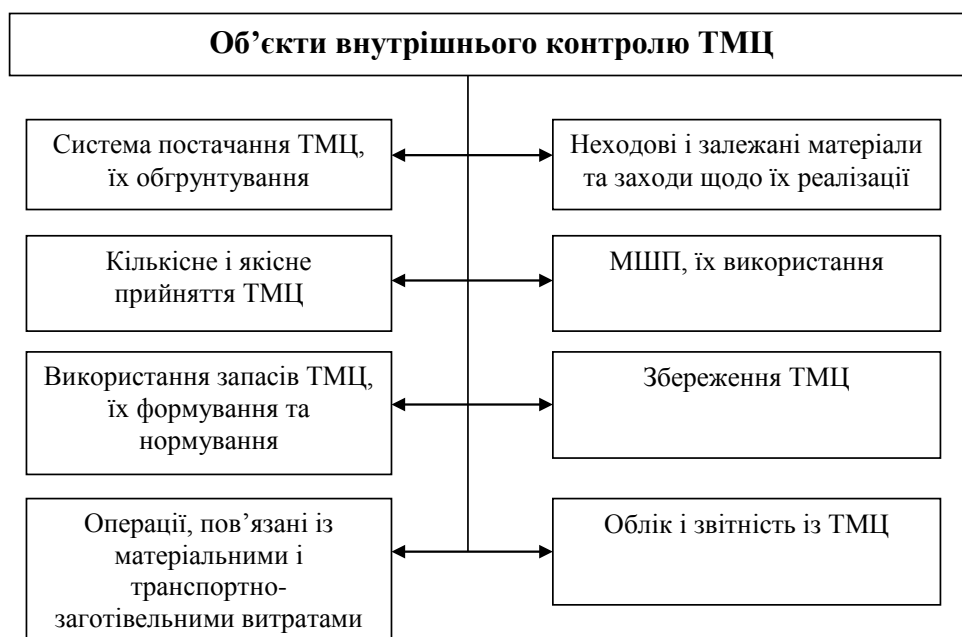 Об’єкти внутрішнього контролю ТМЦ
Система постачання ТМЦ,
їх обгрунтування
Неходові і залежані матеріали
та заходи щодо їх реалізації
Кількісне і якісне
прийняття ТМЦ
МШП, їх використання
Використання запасів ТМЦ,
їх формування та
нормування
Збереження ТМЦ
Операції, пов’язані із
матеріальними і
транспортно-
заготівельними витратами
Облік і звітність із ТМЦ